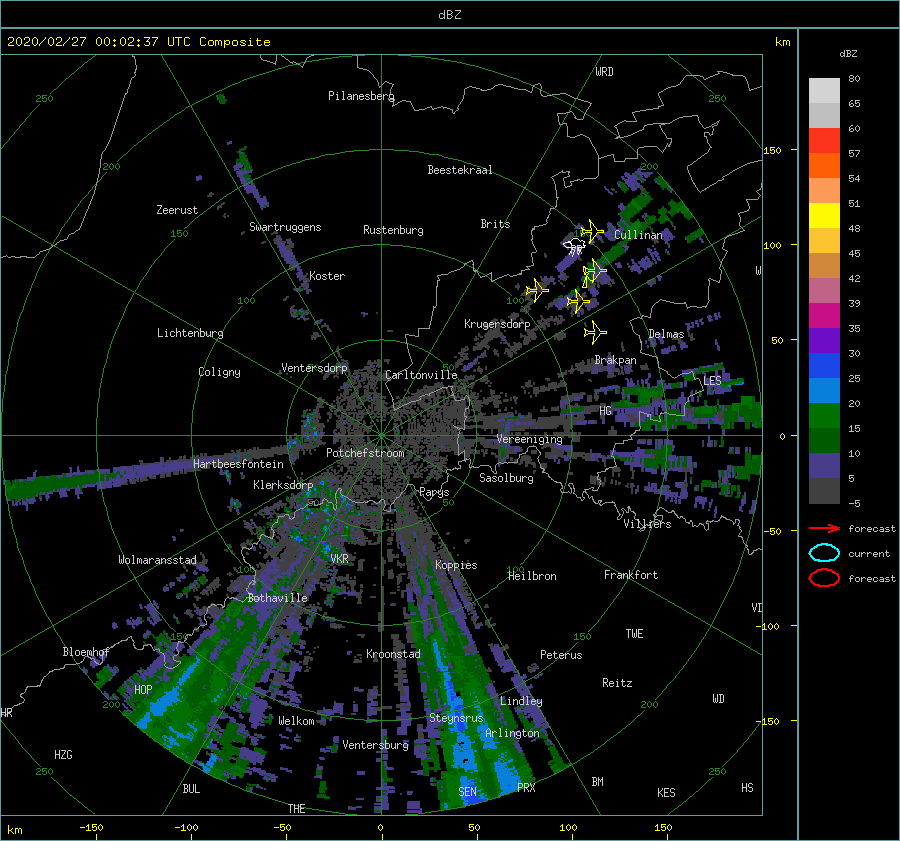 dBZ
2020/02/27 00:02:37 UTC Composite
km
dBZ
WRD
250
Pilanesberg
250
80
65
60
57
54
51
48
45
42
39
35
30
25
20
15
10
5
-5
150
200
Beestekraal
200
Zeerust
150
Swartruggens
Rustenburg
Brits
Cullinan
100
Koster
W
100
100
Lichtenburg
Krugersdorp
Delmas
50
Coligny
Ventersdorp
Carltonville
Brakpan
LES
50
HG
0
Potchefstroom
Vereeniging
Hartbeesfontein
Sasolburg
Klerksdorp
Parys
50
50
Villiers
-50
forecast
current
forecast
Wolmaransstad
VKR
Koppies
100
100
Heilbron
Frankfort
Bothaville
VD
-100
150
150
TWE
Bloemhof
Kroonstad
Peterus
HOP
Reitz
WD
200
200
Lindley
HR
Welkom
Steynsrus
-150
Arlington
Ventersburg
HZG
250
250
BUL
THE
SEN
PRX
BM
KES
HS
km
-150
-100
-50
0
50
100
150